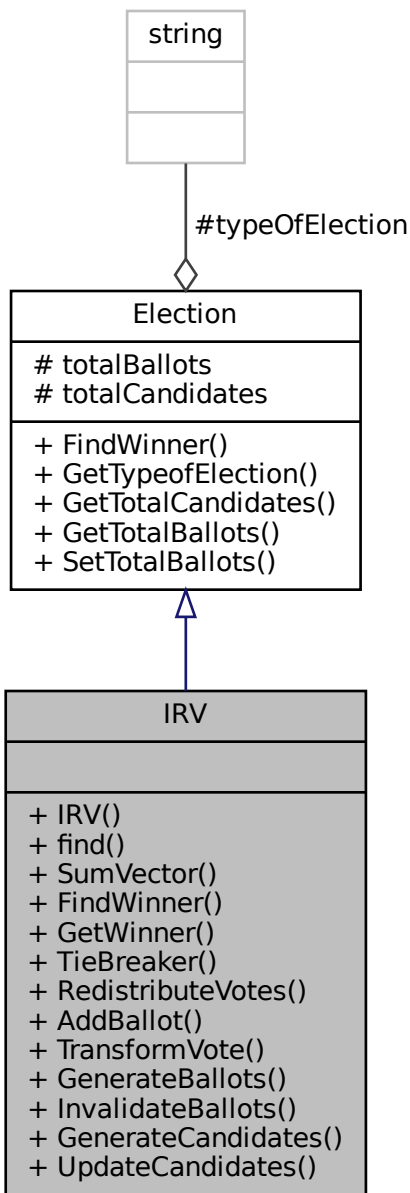 string
#typeOfElection
Election
# totalBallots
# totalCandidates
+ FindWinner()
+ GetTypeofElection()
+ GetTotalCandidates()
+ GetTotalBallots()
+ SetTotalBallots()
IRV
+ IRV()
+ find()
+ SumVector()
+ FindWinner()
+ GetWinner()
+ TieBreaker()
+ RedistributeVotes()
+ AddBallot()
+ TransformVote()
+ GenerateBallots()
+ InvalidateBallots()
+ GenerateCandidates()
+ UpdateCandidates()